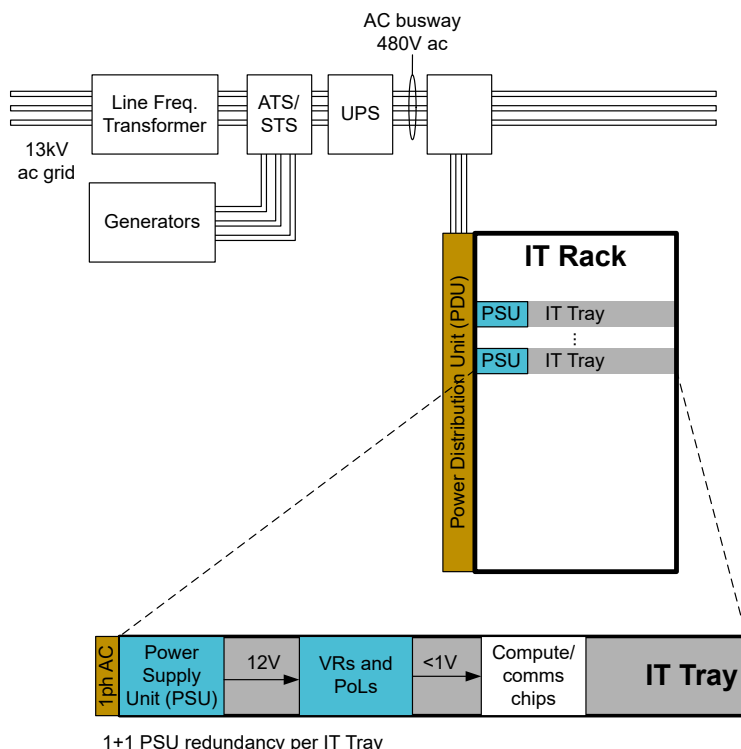 AC busway
480V ac
Line Freq.
Transformer
ATS/
STS
UPS
13kV
ac grid
Generators
Power Distribution Unit (PDU)
IT Rack
PSU IT Tray
PSU IT Tray
1ph AC
Power
Supply
Unit (PSU)
12V
VRs and
PoLs
<1V
Compute/
comms
chips
IT Tray
1+1 PSU redundancy per IT Tray